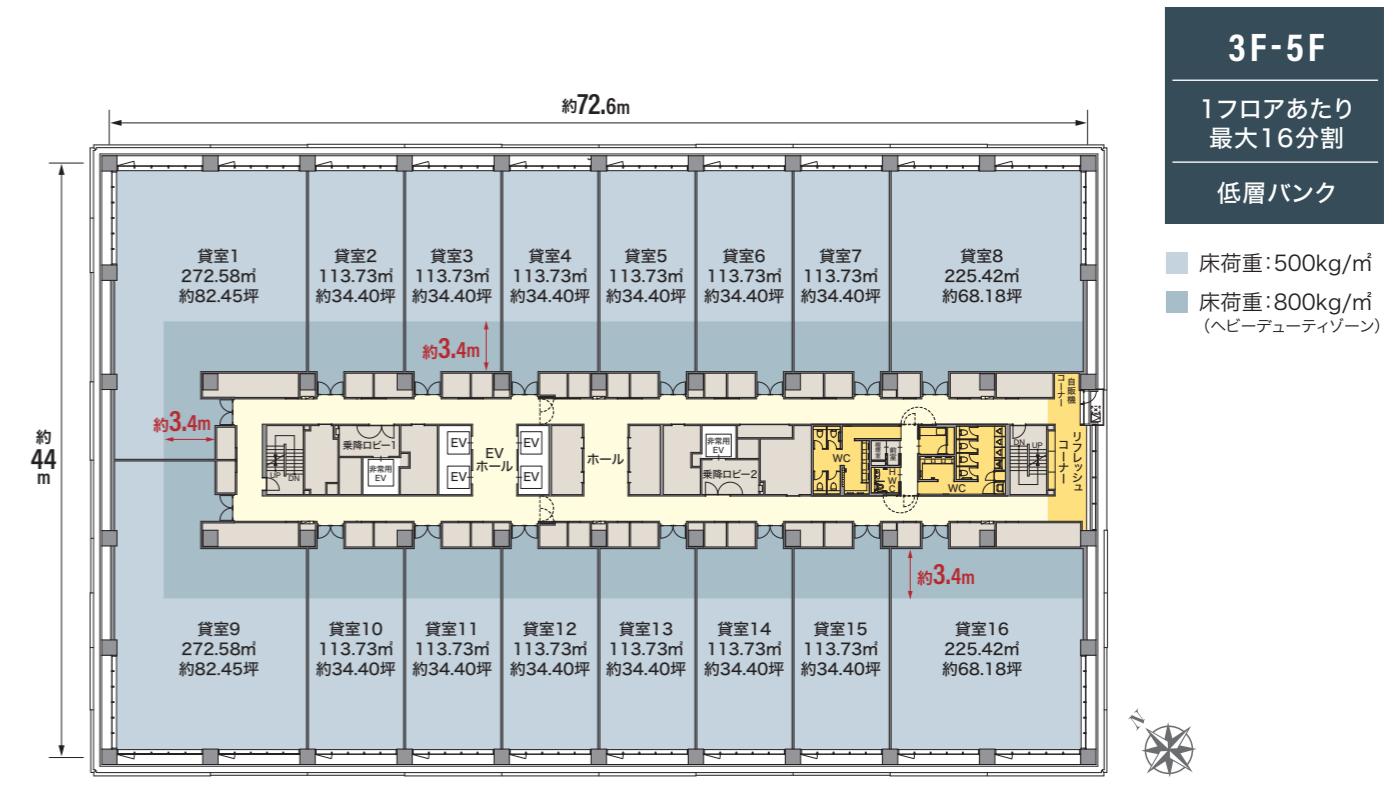 3F-5F
1フロアあたり
最大16分割
低層バンク
床荷重:500kg/㎡
床荷重:800kg/㎡
(ヘビーデューティゾーン)
約72.6m
約
44
m
貸室1
272.58㎡
約82.45坪
貸室2
113.73㎡
約34.40坪
貸室3
113.73㎡
約34.40坪
貸室4
113.73㎡
約34.40坪
貸室5
113.73㎡
約34.40坪
貸室6
113.73㎡
約34.40坪
貸室7
113.73㎡
約34.40坪
貸室8
225.42㎡
約68.18坪
約3.4m
約3.4m
自販機
コーナー
UP
DN
乗降ロビー1
非常用
EV
EV
EV
EV
ホール
EV
EV
ホール
非常用
EV
乗降ロビー2
WC
前室
HWC
WC
DN
UP
リフレッシュ
コーナー
約3.4m
貸室9
272.58㎡
約82.45坪
貸室10
113.73㎡
約34.40坪
貸室11
113.73㎡
約34.40坪
貸室12
113.73㎡
約34.40坪
貸室13
113.73㎡
約34.40坪
貸室14
113.73㎡
約34.40坪
貸室15
113.73㎡
約34.40坪
貸室16
225.42㎡
約68.18坪
N